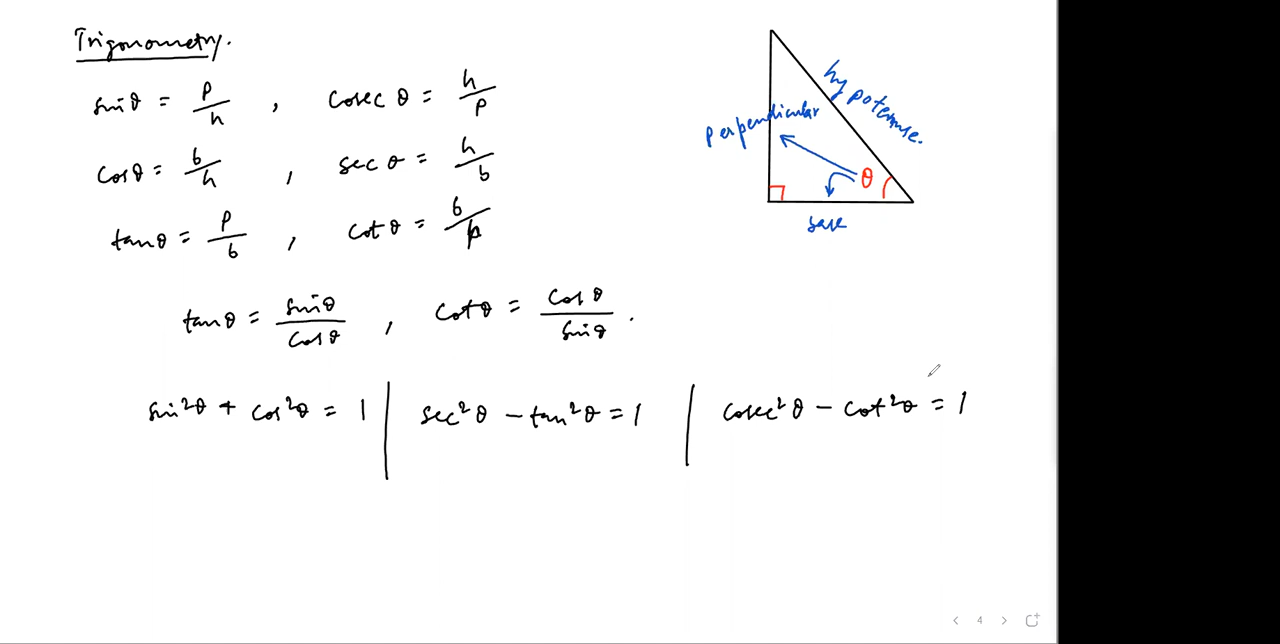 Trigonometry.
sinθ = p/h , cosec θ = h/p
cosθ = b/h , sec θ = h/b
tanθ = p/b , cot θ = b/p
tanθ = sinθ/cosθ , cotθ = cosθ/sinθ .
sin²θ + cos²θ = 1 | sec²θ − tan²θ = 1 | cosec²θ − cot²θ = 1
hypotenuse.
perpendicular
θ
base
< 4 >